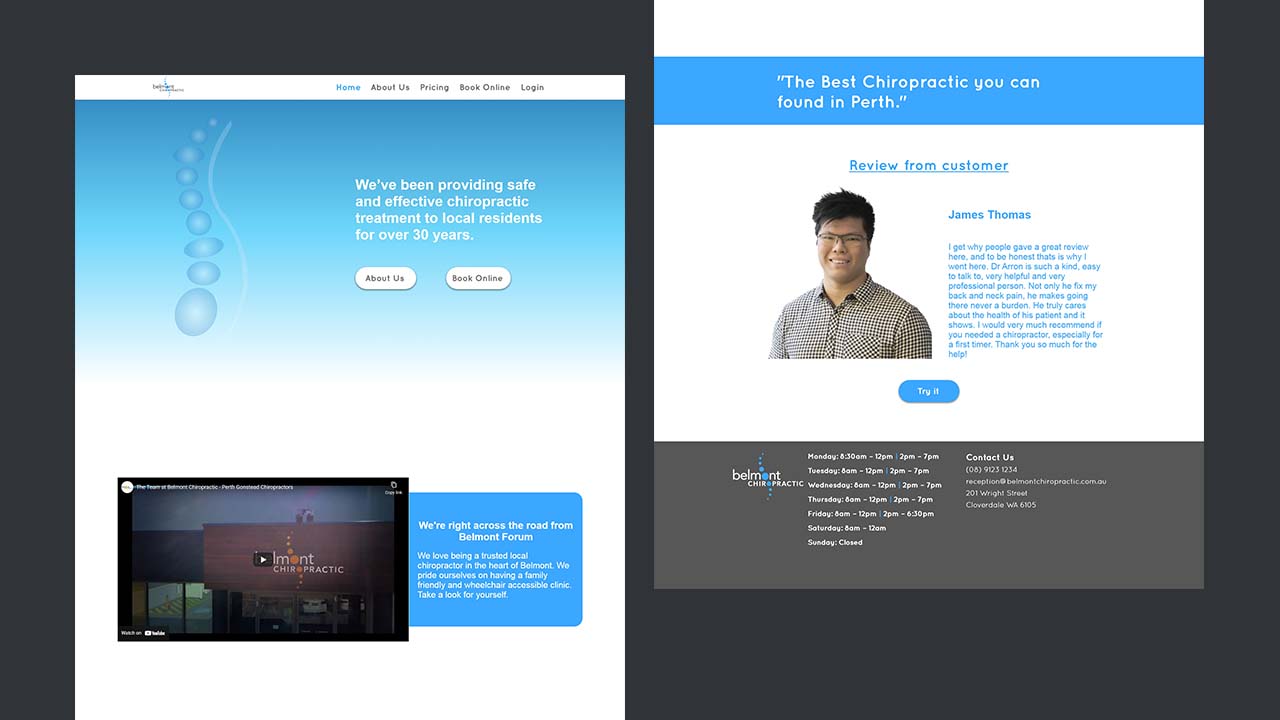 belmont
CHIROPRACTIC
Home About Us Pricing Book Online Login
We've been providing safe
and effective chiropractic
treatment to local residents
for over 30 years.
About Us Book Online
The Team at Belmont Chiropractic - Perth Gonstead Chiropractors
Copy link
lmont
CHIROPRACTIC
Watch on YouTube
We're right across the road from
Belmont Forum
We love being a trusted local
chiropractor in the heart of Belmont. We
pride ourselves on having a family
friendly and wheelchair accessible clinic.
Take a look for yourself.
"The Best Chiropractic you can
found in Perth."
Review from customer
James Thomas
I get why people gave a great review
here, and to be honest thats is why I
went here. Dr Arron is such a kind, easy
to talk to, very helpful and very
professional person. Not only he fix my
back and neck pain, he makes going
there never a burden. He truly cares
about the health of his patient and it
shows. I would very much recommend if
you needed a chiropractor, especially for
a first timer. Thank you so much for the
help!
Try it
belmont
CHIROPRACTIC
Monday: 8:30am – 12pm | 2pm – 7pm
Tuesday: 8am – 12pm | 2pm – 7pm
Wednesday: 8am – 12pm | 2pm – 7pm
Thursday: 8am – 12pm | 2pm – 7pm
Friday: 8am – 12pm | 2pm – 6:30pm
Saturday: 8am – 12am
Sunday: Closed
Contact Us
(08) 9123 1234
reception@belmontchiropractic.com.au
201 Wright Street
Cloverdale WA 6105